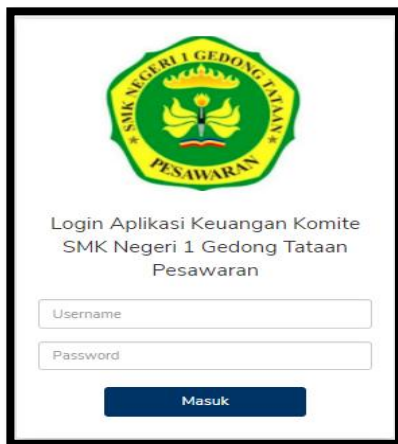 SMK NEGERI 1 GEDONG TATAAN
PESAWARAN
Login Aplikasi Keuangan Komite
SMK Negeri 1 Gedong Tataan
Pesawaran
Username
Password
Masuk